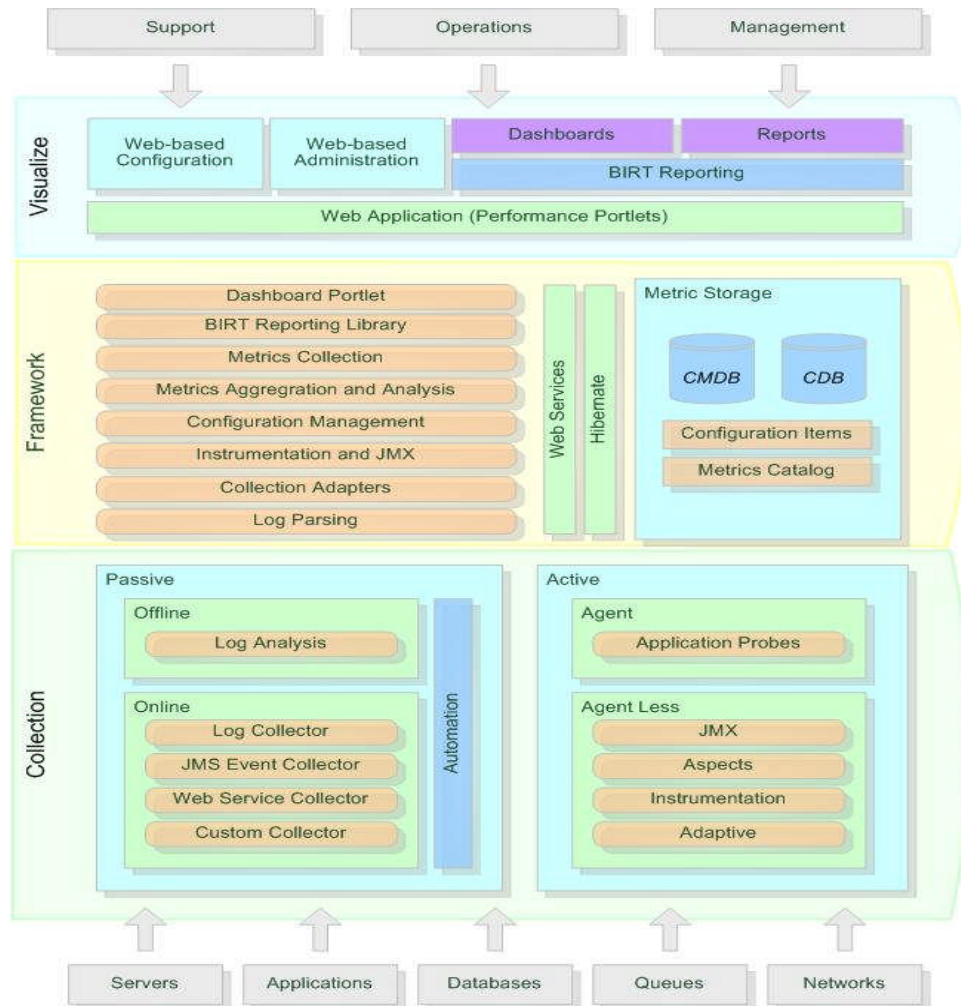 Support
Operations
Management
Visualize
Web-based
Configuration
Web-based
Administration
Dashboards
Reports
BIRT Reporting
Web Application (Performance Portlets)
Framework
Dashboard Portlet
BIRT Reporting Library
Metrics Collection
Metrics Aggregration and Analysis
Configuration Management
Instrumentation and JMX
Collection Adapters
Log Parsing
Web Services
Hibernate
Metric Storage
CMDB
CDB
Configuration Items
Metrics Catalog
Collection
Passive
Offline
Log Analysis
Online
Log Collector
JMS Event Collector
Web Service Collector
Custom Collector
Automation
Active
Agent
Application Probes
Agent Less
JMX
Aspects
Instrumentation
Adaptive
Servers
Applications
Databases
Queues
Networks